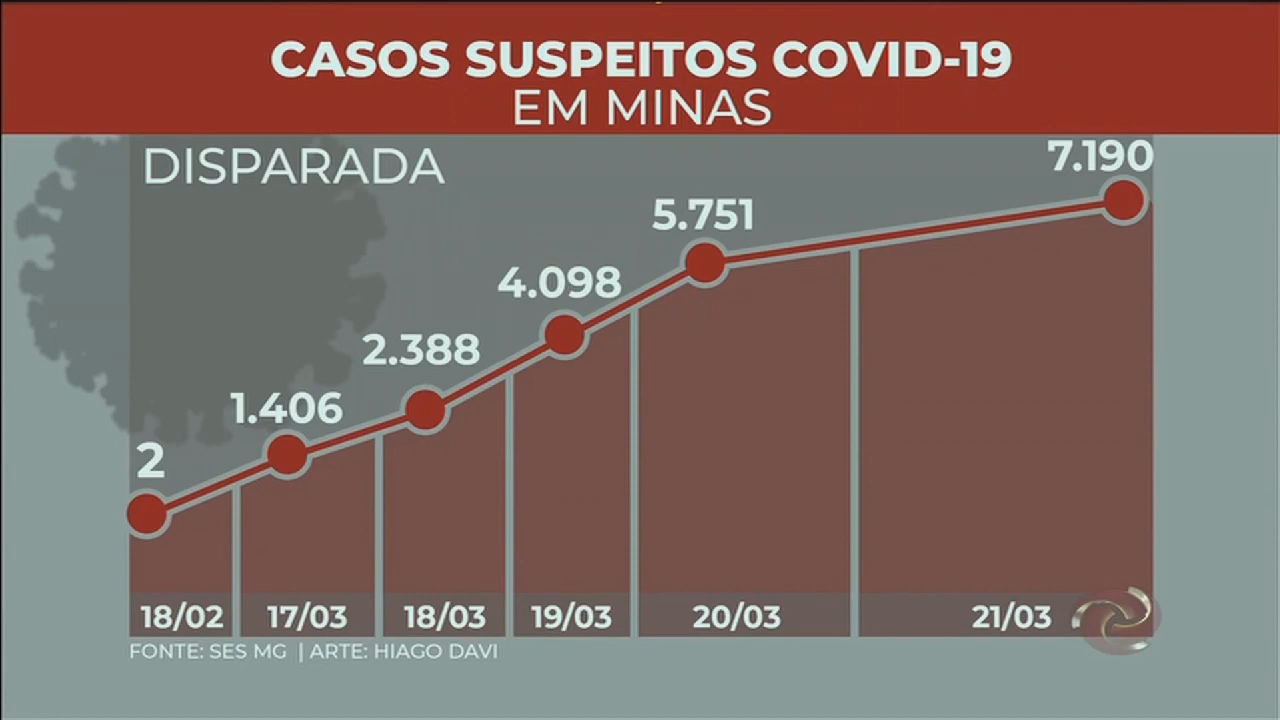 CASOS SUSPEITOS COVID-19
EM MINAS
DISPARADA
7.190
5.751
4.098
2.388
1.406
2
18/02 17/03 18/03 19/03 20/03 21/03
FONTE: SES MG | ARTE: HIAGO DAVI